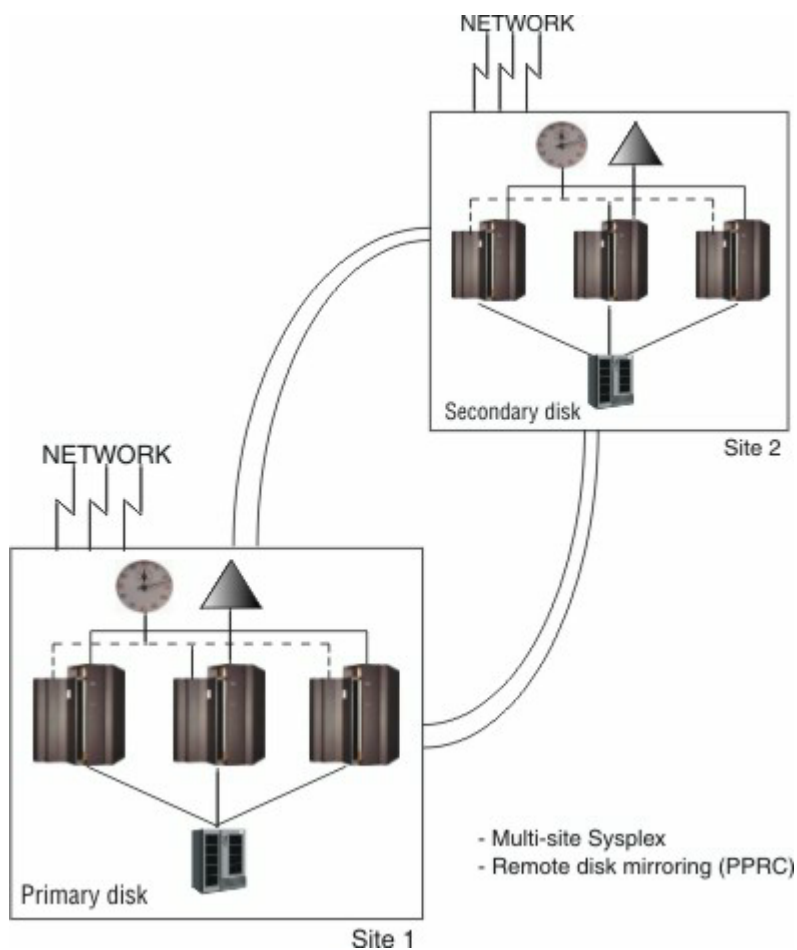 NETWORK
Secondary disk
Site 2
NETWORK
Primary disk
Site 1
- Multi-site Sysplex
- Remote disk mirroring (PPRC)